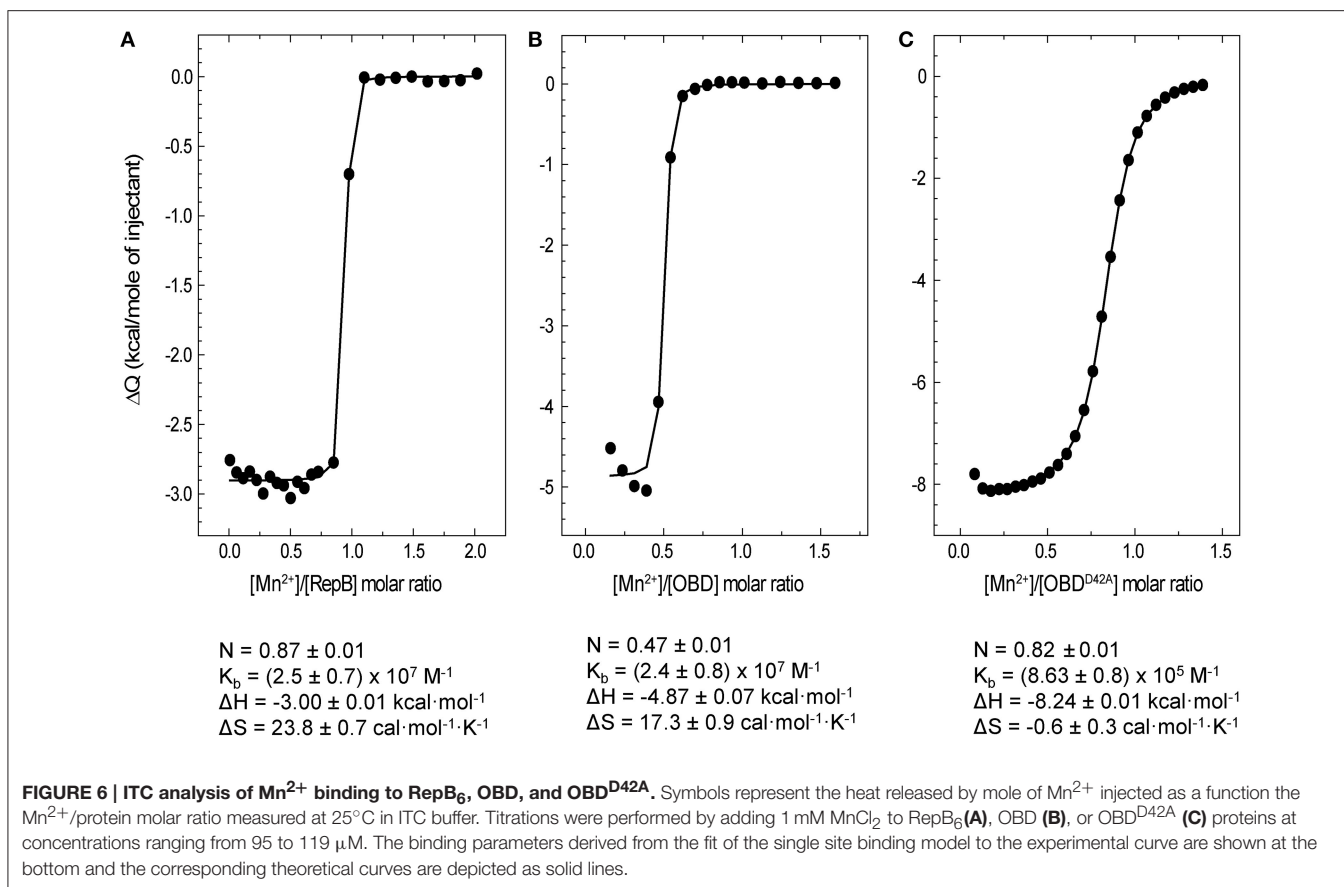 A
B
C
0.0
-0.5
-1.0
-1.5
-2.0
-2.5
-3.0
ΔQ (kcal/mole of injectant)
0.0 0.5 1.0 1.5 2.0
[Mn²⁺]/[RepB] molar ratio
0
-1
-2
-3
-4
-5
0.0 0.5 1.0 1.5
[Mn²⁺]/[OBD] molar ratio
0
-2
-4
-6
-8
0.0 0.5 1.0 1.5
[Mn²⁺]/[OBDᴰ⁴²ᴬ] molar ratio
N = 0.87 ± 0.01
K_b = (2.5 ± 0.7) x 10⁷ M⁻¹
ΔH = -3.00 ± 0.01 kcal·mol⁻¹
ΔS = 23.8 ± 0.7 cal·mol⁻¹·K⁻¹
N = 0.47 ± 0.01
K_b = (2.4 ± 0.8) x 10⁷ M⁻¹
ΔH = -4.87 ± 0.07 kcal·mol⁻¹
ΔS = 17.3 ± 0.9 cal·mol⁻¹·K⁻¹
N = 0.82 ± 0.01
K_b = (8.63 ± 0.8) x 10⁵ M⁻¹
ΔH = -8.24 ± 0.01 kcal·mol⁻¹
ΔS = -0.6 ± 0.3 cal·mol⁻¹·K⁻¹
FIGURE 6 | ITC analysis of Mn²⁺ binding to RepB₆, OBD, and OBDᴰ⁴²ᴬ. Symbols represent the heat released by mole of Mn²⁺ injected as a function the
Mn²⁺/protein molar ratio measured at 25°C in ITC buffer. Titrations were performed by adding 1 mM MnCl₂ to RepB₆(A), OBD (B), or OBDᴰ⁴²ᴬ (C) proteins at
concentrations ranging from 95 to 119 μM. The binding parameters derived from the fit of the single site binding model to the experimental curve are shown at the
bottom and the corresponding theoretical curves are depicted as solid lines.